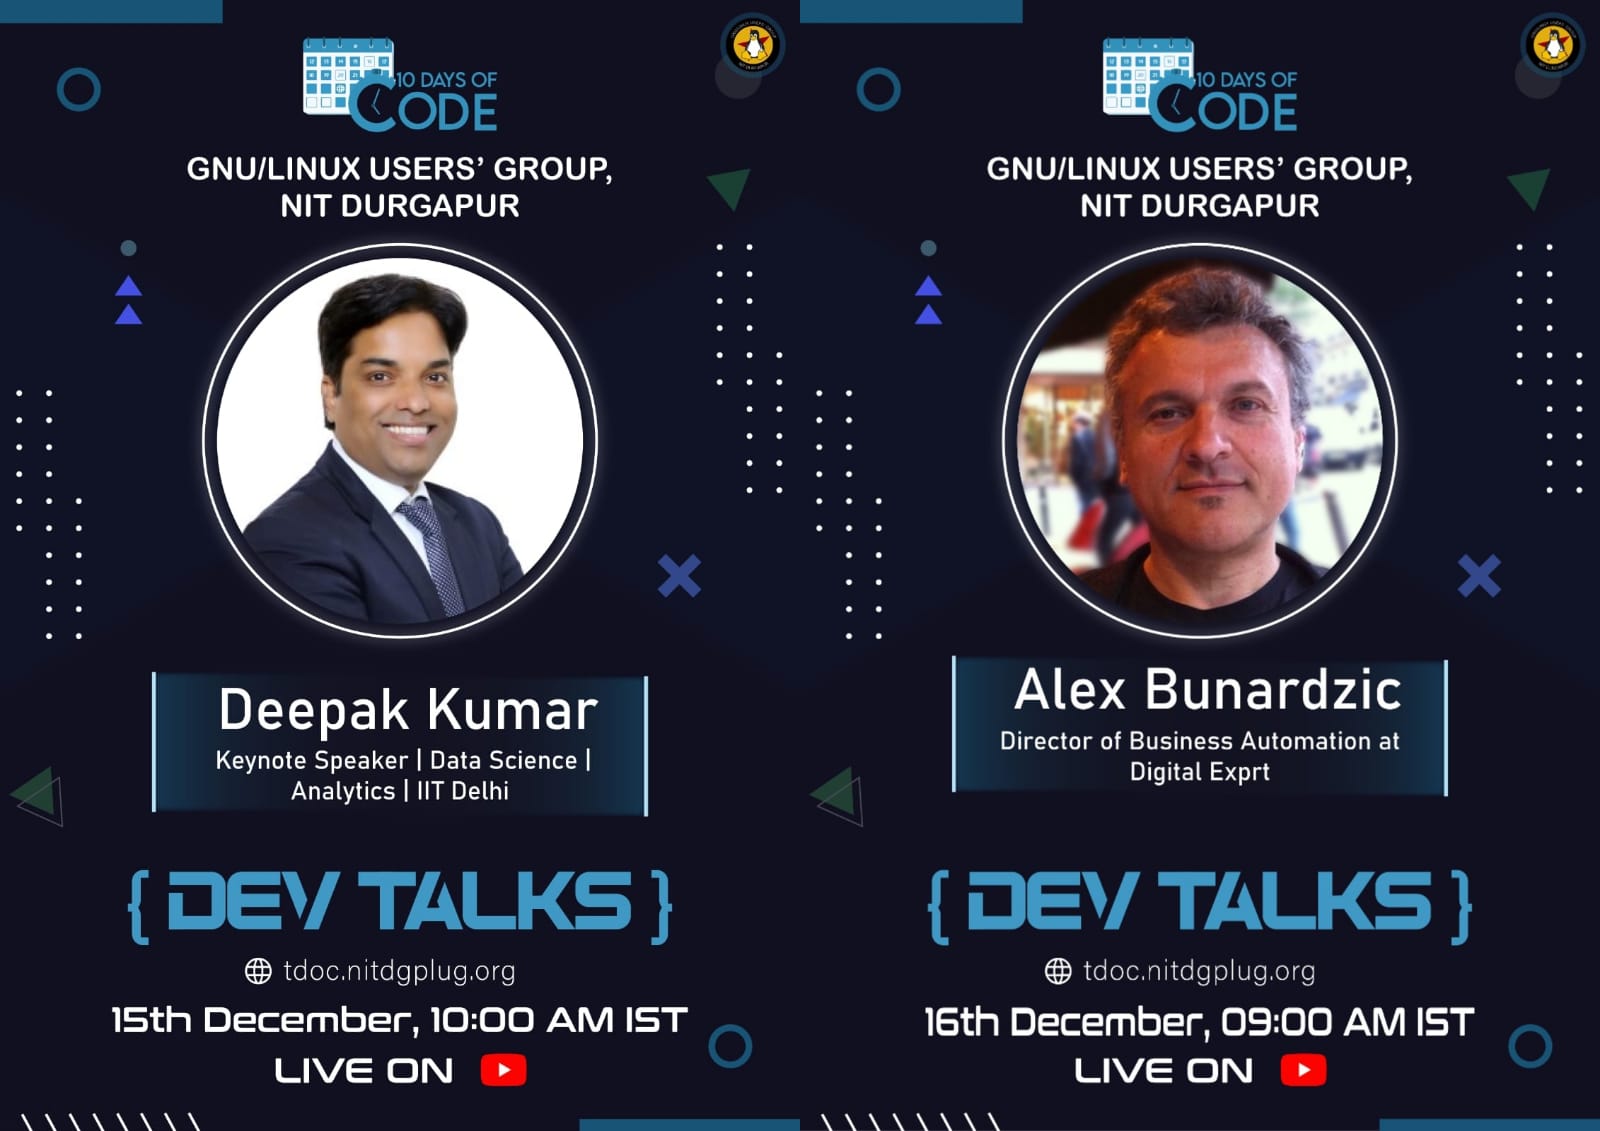 10 DAYS OF
CODE
GNU/LINUX USERS' GROUP,
NIT DURGAPUR
Deepak Kumar
Keynote Speaker | Data Science |
Analytics | IIT Delhi
{ DEV TALKS }
tdoc.nitdgplug.org
15th December, 10:00 AM IST
LIVE ON
10 DAYS OF
CODE
GNU/LINUX USERS' GROUP,
NIT DURGAPUR
Alex Bunardzic
Director of Business Automation at
Digital Exprt
{ DEV TALKS }
tdoc.nitdgplug.org
16th December, 09:00 AM IST
LIVE ON